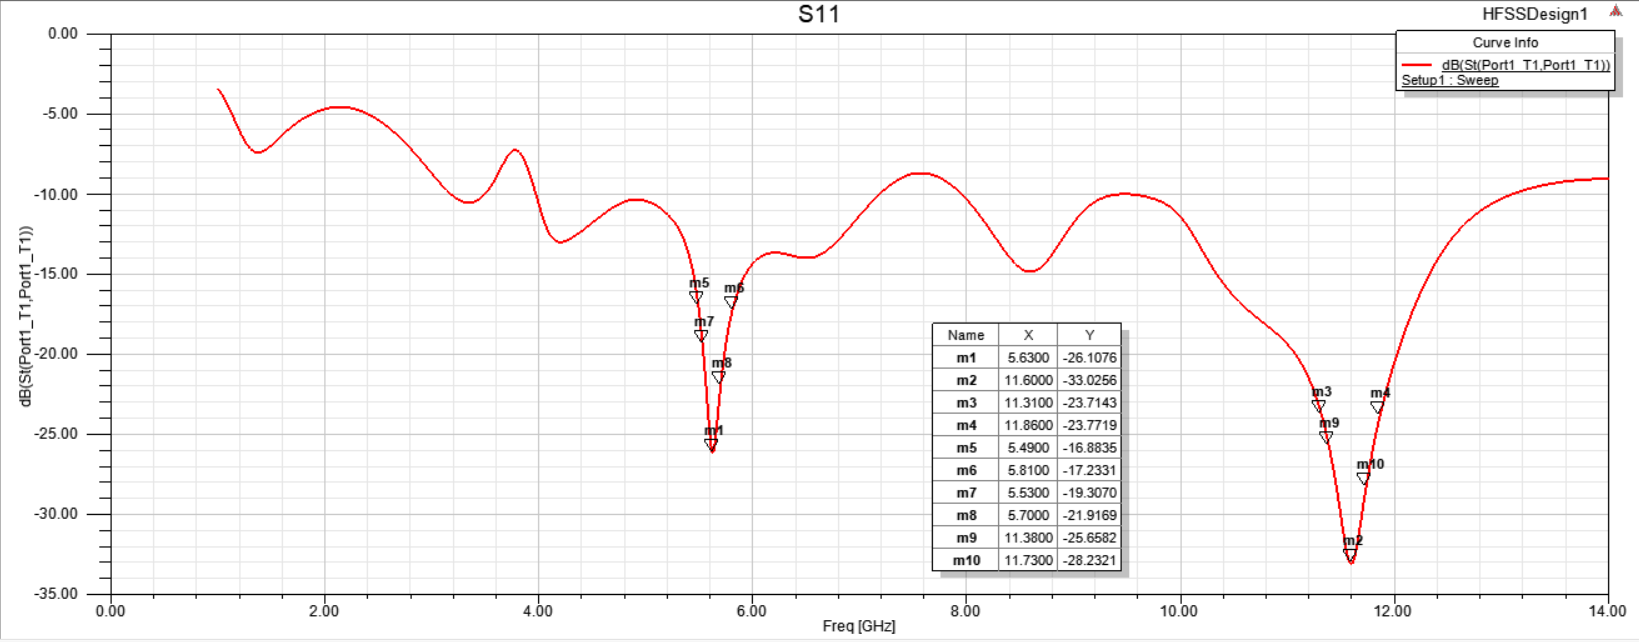 S11
HFSSDesign1
Curve Info
dB(St(Port1_T1,Port1_T1))
Setup1 : Sweep
dB(St(Port1_T1,Port1_T1))
0.00
-5.00
-10.00
-15.00
-20.00
-25.00
-30.00
-35.00
m5
m6
m7
m8
m1
m3
m4
m9
m10
m2
Name X Y
m1 5.6300 -26.1076
m2 11.6000 -33.0256
m3 11.3100 -23.7143
m4 11.8600 -23.7719
m5 5.4900 -16.8835
m6 5.8100 -17.2331
m7 5.5300 -19.3070
m8 5.7000 -21.9169
m9 11.3800 -25.6582
m10 11.7300 -28.2321
0.00 2.00 4.00 6.00 8.00 10.00 12.00 14.00
Freq [GHz]